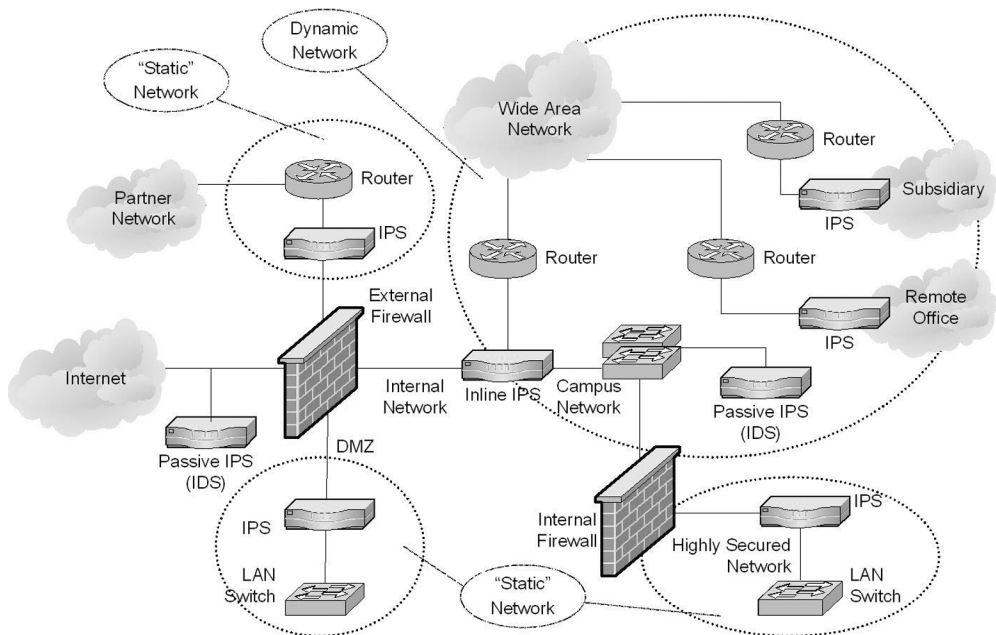 Dynamic
Network
“Static”
Network
Wide Area
Network
Router
Router
Partner
Network
Subsidiary
IPS
IPS
Router
Router
External
Firewall
Remote
Office
IPS
Internet
Internal
Network
Inline IPS
Campus
Network
Passive IPS
(IDS)
Passive IPS
(IDS)
DMZ
IPS
Internal
Firewall
IPS
Highly Secured
Network
LAN
Switch
“Static”
Network
LAN
Switch